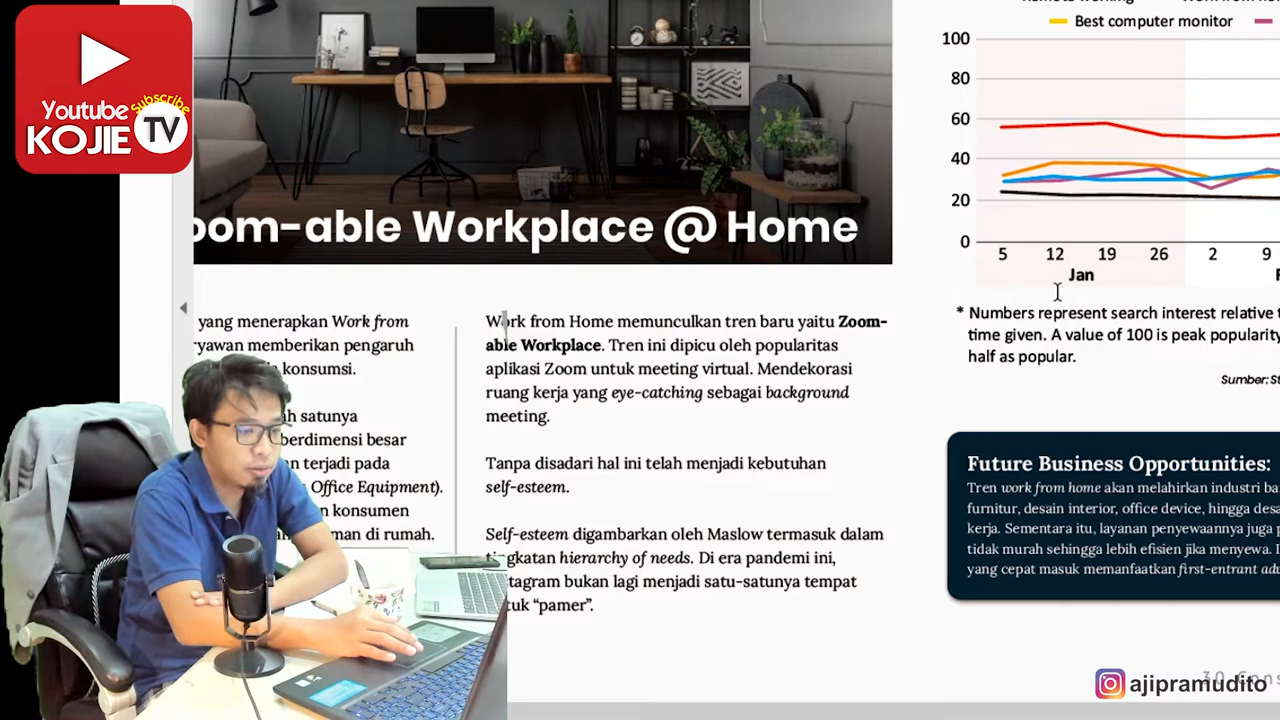 Youtube
Subscribe
KOJIE TV
oom-able Workplace @ Home
yang menerapkan Work from
memberikan pengaruh
konsumsi.
satunya
berdimensi besar
terjadi pada
Office Equipment).
konsumen
di rumah.
Work from Home memunculkan tren baru yaitu Zoom-
able Workplace. Tren ini dipicu oleh popularitas
aplikasi Zoom untuk meeting virtual. Mendekorasi
ruang kerja yang eye-catching sebagai background
meeting.
Tanpa disadari hal ini telah menjadi kebutuhan
self-esteem.
Self-esteem digambarkan oleh Maslow termasuk dalam
tingkatan hierarchy of needs. Di era pandemi ini,
bukan lagi menjadi satu-satunya tempat
“pamer”.
Best computer monitor
100
80
60
40
20
0
5 12 19 26 2 9
Jan
* Numbers represent search interest relative
time given. A value of 100 is peak popularity
half as popular.
Sumber:
Future Business Opportunities:
Tren work from home akan melahirkan industri
furnitur, desain interior, office device, hingga
kerja. Sementara itu, layanan penyewaannya juga
tidak murah sehingga lebih efisien jika menyewa.
yang cepat masuk memanfaatkan first-entrant
ajipramudito